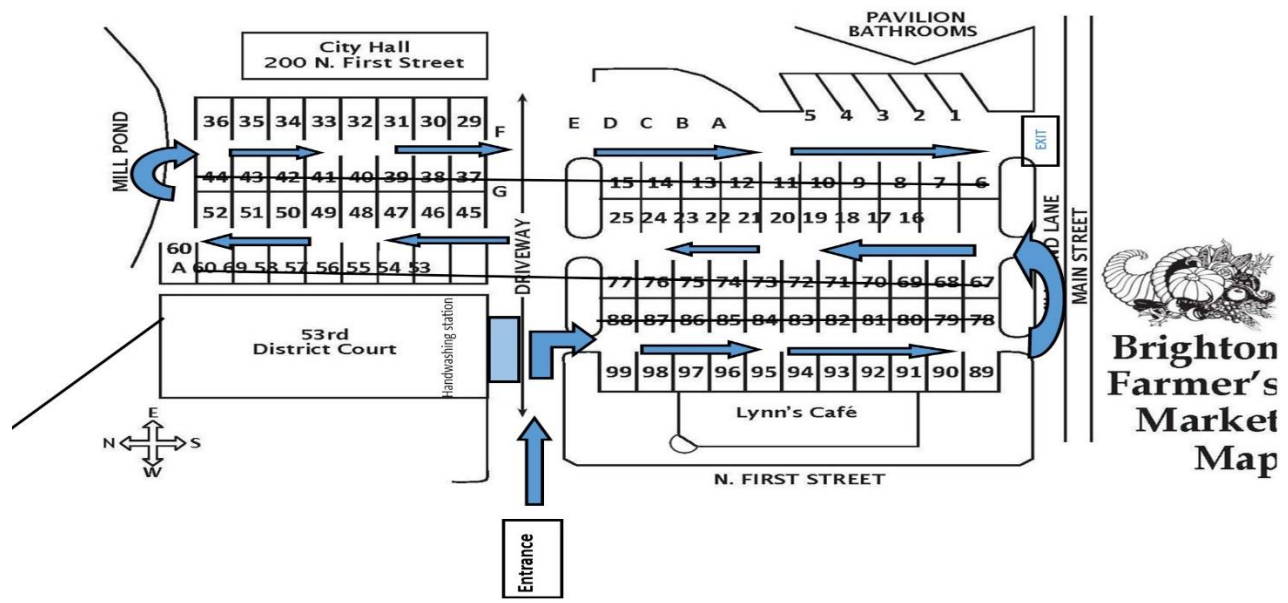 PAVILION
BATHROOMS
City Hall
200 N. First Street
5 4 3 2 1
36 35 34 33 32 31 30 29
F
E D C B A
EXIT
MILL POND
44 43 42 41 40 39 38 37
G
15 14 13 12 11 10 9 8 7 6
52 51 50 49 48 47 46 45
25 24 23 22 21 20 19 18 17 16
60
A
60 69 58 57 56 55 54 53
DRIVEWAY
77 76 75 74 73 72 71 70 69 68 67
LANE
MAIN STREET
88 87 86 85 84 83 82 81 80 79 78
53rd
District Court
Handwashing station
99 98 97 96 95 94 93 92 91 90 89
Lynn's Café
Brighton
Farmer's
Market
Map
E
N S
W
N. FIRST STREET
Entrance